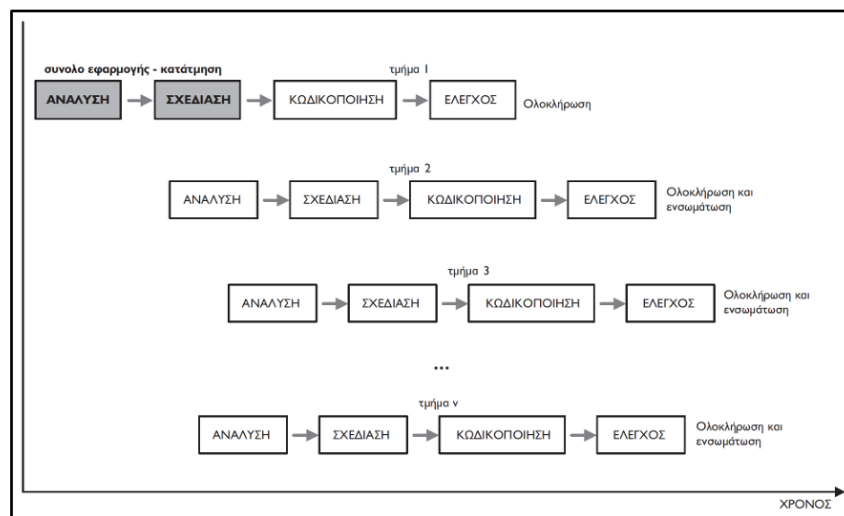 συνολο εφαρμογής - κατάτμηση
τμήμα 1
ΑΝΑΛΥΣΗ
ΣΧΕΔΙΑΣΗ
ΚΩΔΙΚΟΠΟΙΗΣΗ
ΕΛΕΓΧΟΣ
Ολοκλήρωση
τμήμα 2
ΑΝΑΛΥΣΗ
ΣΧΕΔΙΑΣΗ
ΚΩΔΙΚΟΠΟΙΗΣΗ
ΕΛΕΓΧΟΣ
Ολοκλήρωση και
ενσωμάτωση
τμήμα 3
ΑΝΑΛΥΣΗ
ΣΧΕΔΙΑΣΗ
ΚΩΔΙΚΟΠΟΙΗΣΗ
ΕΛΕΓΧΟΣ
Ολοκλήρωση και
ενσωμάτωση
...
τμήμα ν
ΑΝΑΛΥΣΗ
ΣΧΕΔΙΑΣΗ
ΚΩΔΙΚΟΠΟΙΗΣΗ
ΕΛΕΓΧΟΣ
Ολοκλήρωση και
ενσωμάτωση
ΧΡΟΝΟΣ